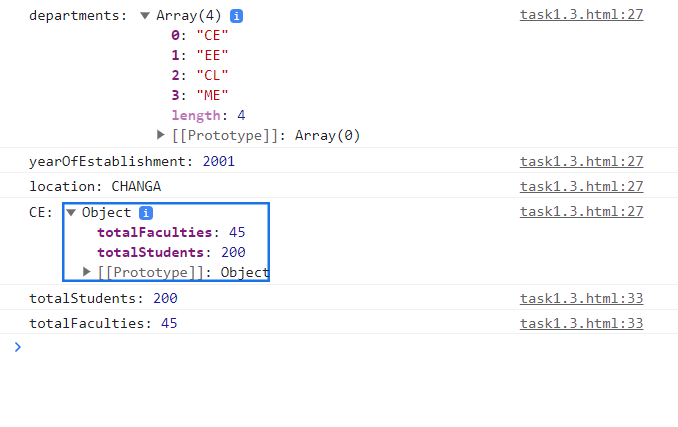 departments: ▼ Array(4) i task1.3.html:27
0: "CE"
1: "EE"
2: "CL"
3: "ME"
length: 4
▶ [[Prototype]]: Array(0)
yearOfEstablishment: 2001 task1.3.html:27
location: CHANGA task1.3.html:27
CE: ▼ Object i task1.3.html:27
totalFaculties: 45
totalStudents: 200
▶ [[Prototype]]: Object
totalStudents: 200 task1.3.html:33
totalFaculties: 45 task1.3.html:33
>